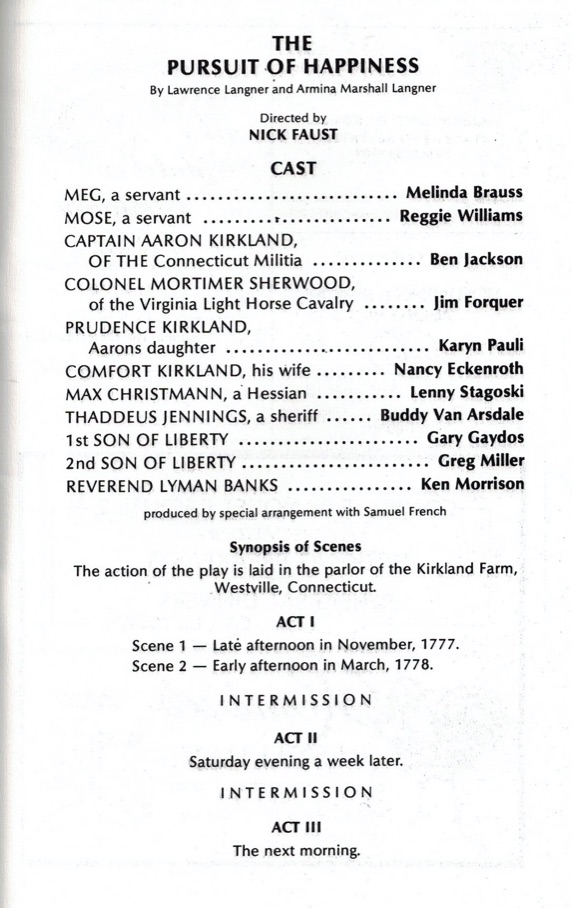 THE
PURSUIT OF HAPPINESS
By Lawrence Langner and Armina Marshall Langner
Directed by
NICK FAUST
CAST
MEG, a servant .......................... Melinda Brauss
MOSE, a servant ....................... Reggie Williams
CAPTAIN AARON KIRKLAND,
OF THE Connecticut Militia .............. Ben Jackson
COLONEL MORTIMER SHERWOOD,
of the Virginia Light Horse Cavalry ........ Jim Forquer
PRUDENCE KIRKLAND,
Aarons daughter ......................... Karyn Pauli
COMFORT KIRKLAND, his wife ......... Nancy Eckenroth
MAX CHRISTMANN, a Hessian ........... Lenny Stagoski
THADDEUS JENNINGS, a sheriff ...... Buddy Van Arsdale
1st SON OF LIBERTY ...................... Gary Gaydos
2nd SON OF LIBERTY ....................... Greg Miller
REVEREND LYMAN BANKS ............... Ken Morrison
produced by special arrangement with Samuel French
Synopsis of Scenes
The action of the play is laid in the parlor of the Kirkland Farm,
Westville, Connecticut.
ACT I
Scene 1 — Late afternoon in November, 1777.
Scene 2 — Early afternoon in March, 1778.
INTERMISSION
ACT II
Saturday evening a week later.
INTERMISSION
ACT III
The next morning.